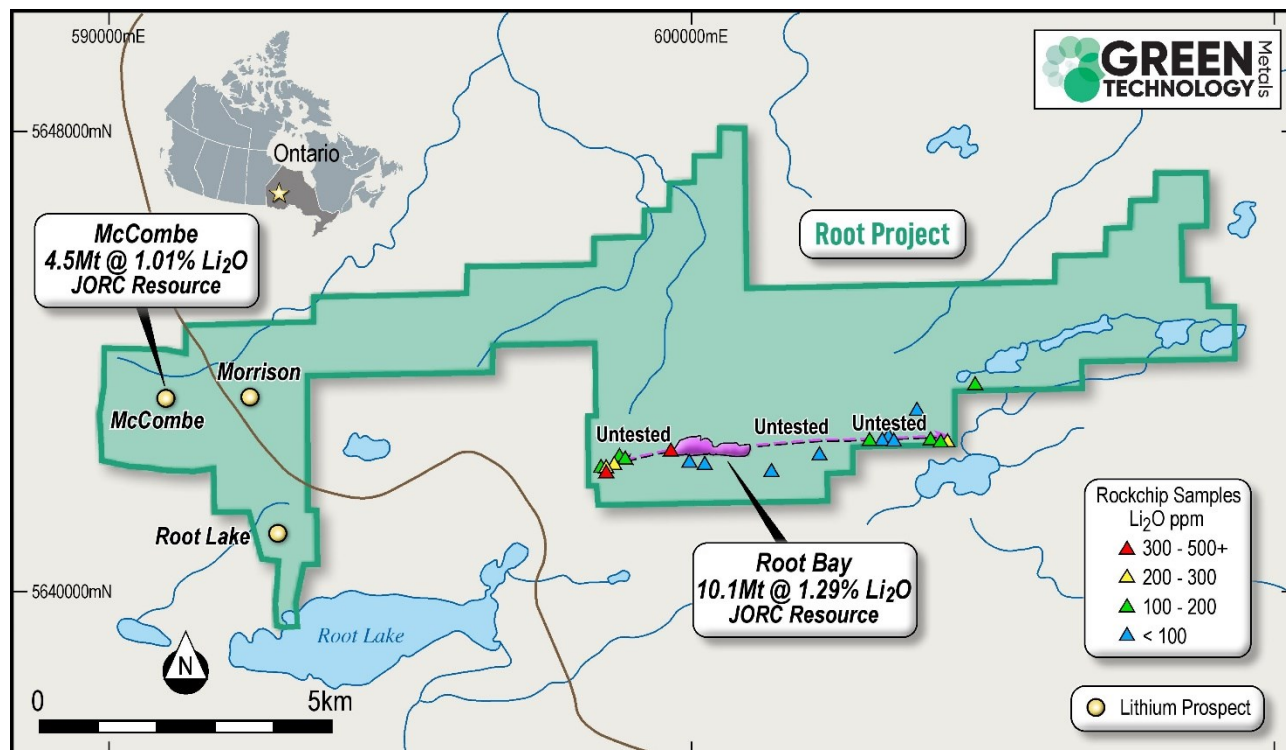 590000mE
600000mE
GREEN
TECHNOLOGY
Metals
5648000mN
Ontario
McCombe
4.5Mt @ 1.01% Li₂O
JORC Resource
Root Project
Morrison
McCombe
Untested
Untested
Untested
Root Lake
Root Bay
10.1Mt @ 1.29% Li₂O
JORC Resource
5640000mN
Root Lake
N
0
5km
Rockchip Samples
Li₂O ppm
300 - 500+
200 - 300
100 - 200
< 100
Lithium Prospect